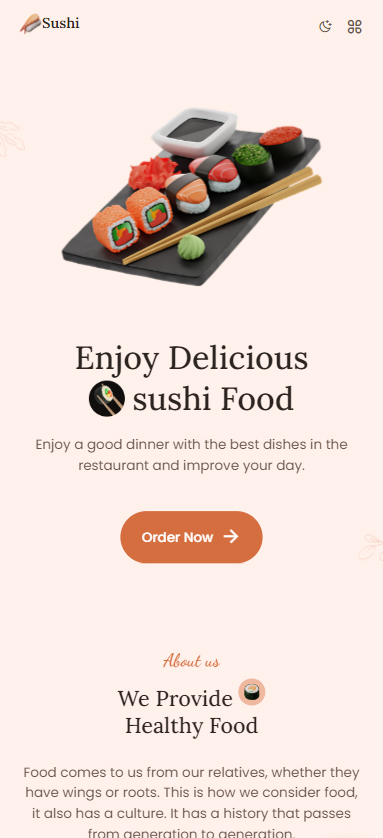 Sushi
Enjoy Delicious
sushi Food
Enjoy a good dinner with the best dishes in the
restaurant and improve your day.
Order Now
About us
We Provide
Healthy Food
Food comes to us from our relatives, whether they
have wings or roots. This is how we consider food,
it also has a culture. It has a history that passes
from generation to generation.